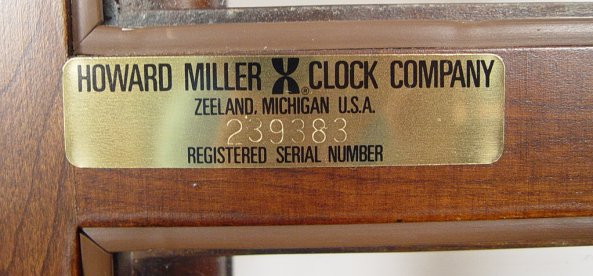 HOWARD MILLER ® CLOCK COMPANY
ZEELAND, MICHIGAN U.S.A.
239383
REGISTERED SERIAL NUMBER